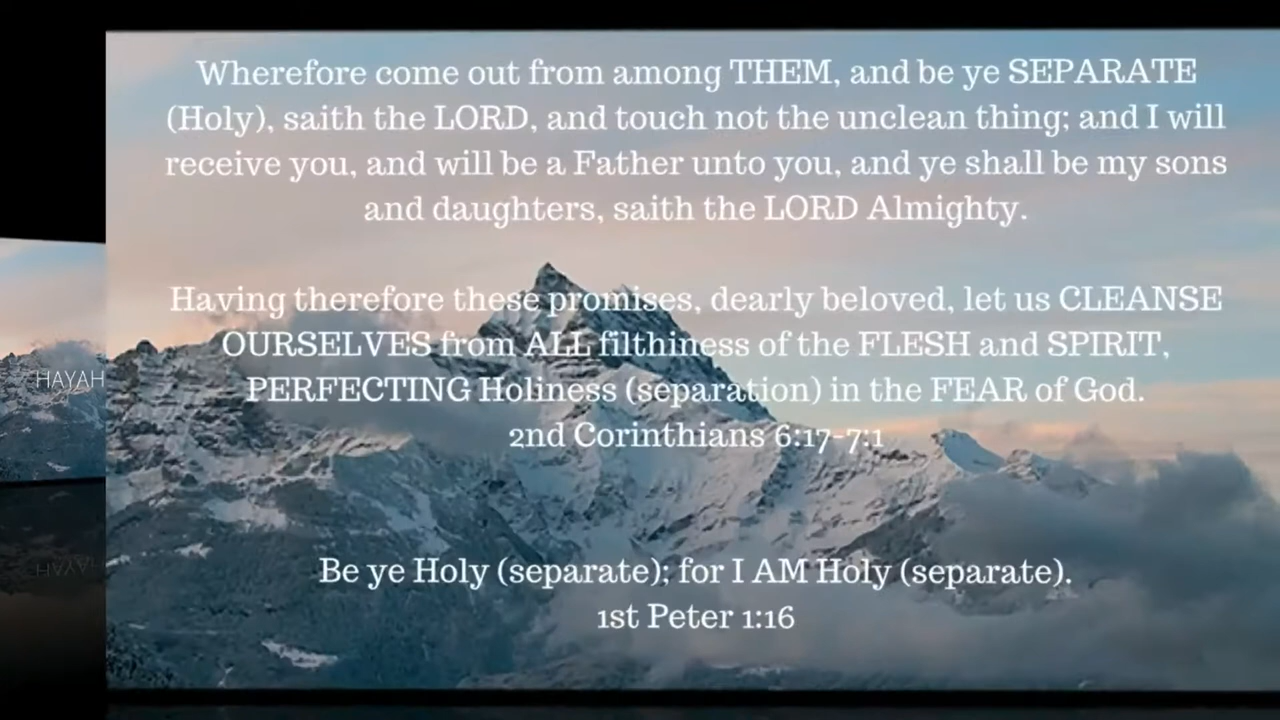 Wherefore come out from among THEM, and be ye SEPARATE
(Holy), saith the LORD, and touch not the unclean thing; and I will
receive you, and will be a Father unto you, and ye shall be my sons
and daughters, saith the LORD Almighty.
Having therefore these promises, dearly beloved, let us CLEANSE
OURSELVES from ALL filthiness of the FLESH and SPIRIT,
PERFECTING Holiness (separation) in the FEAR of God.
2nd Corinthians 6:17-7:1
Be ye Holy (separate); for I AM Holy (separate).
1st Peter 1:16
HAYAH